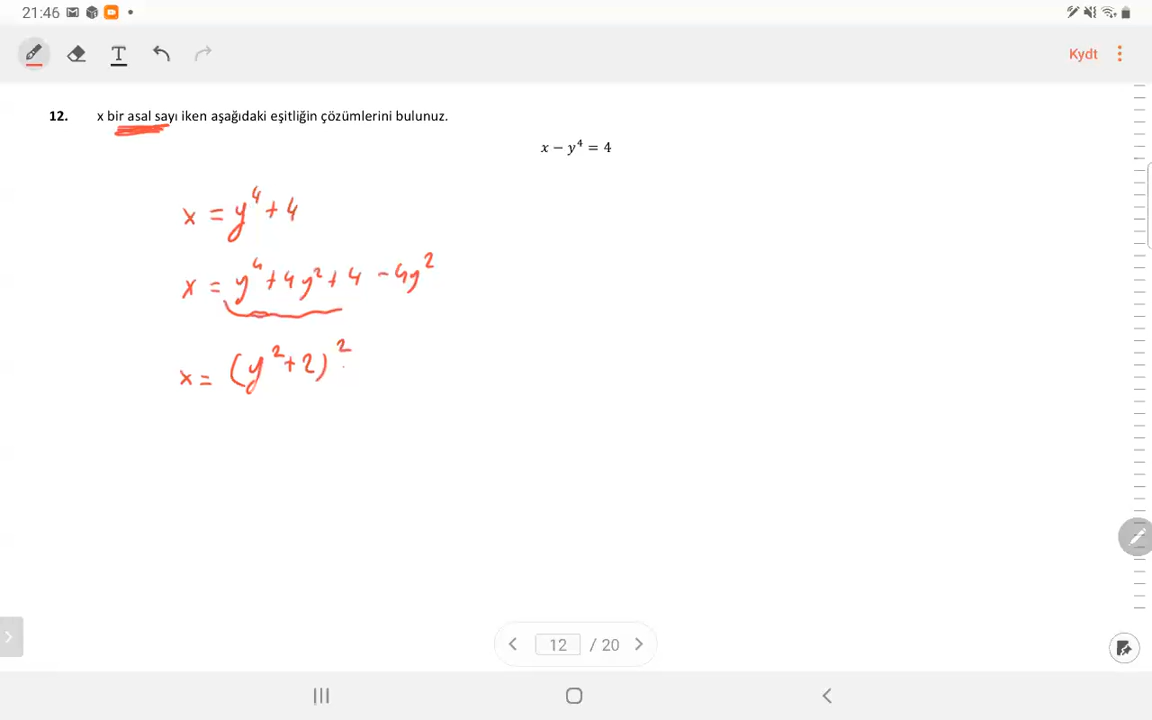 21:46
Kydt
12. x bir asal sayı iken aşağıdaki eşitliğin çözümlerini bulunuz.
x − y⁴ = 4
x = y⁴ + 4
x = y⁴ + 4y² + 4 − 4y²
x = (y² + 2)²
12 / 20